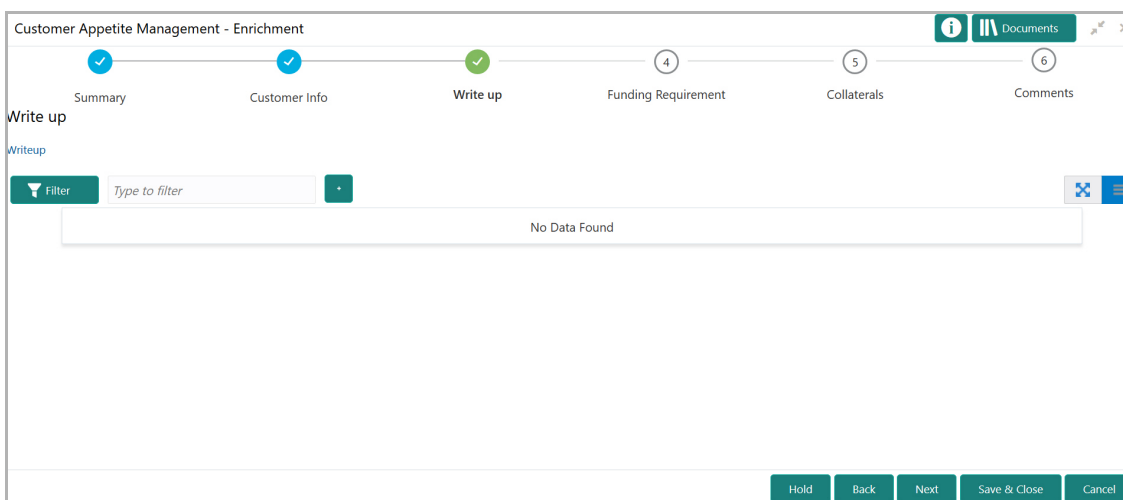 Customer Appetite Management - Enrichment
Documents
4
5
6
Summary
Customer Info
Write up
Funding Requirement
Collaterals
Comments
Write up
Writeup
Filter
Type to filter
+
No Data Found
Hold
Back
Next
Save & Close
Cancel